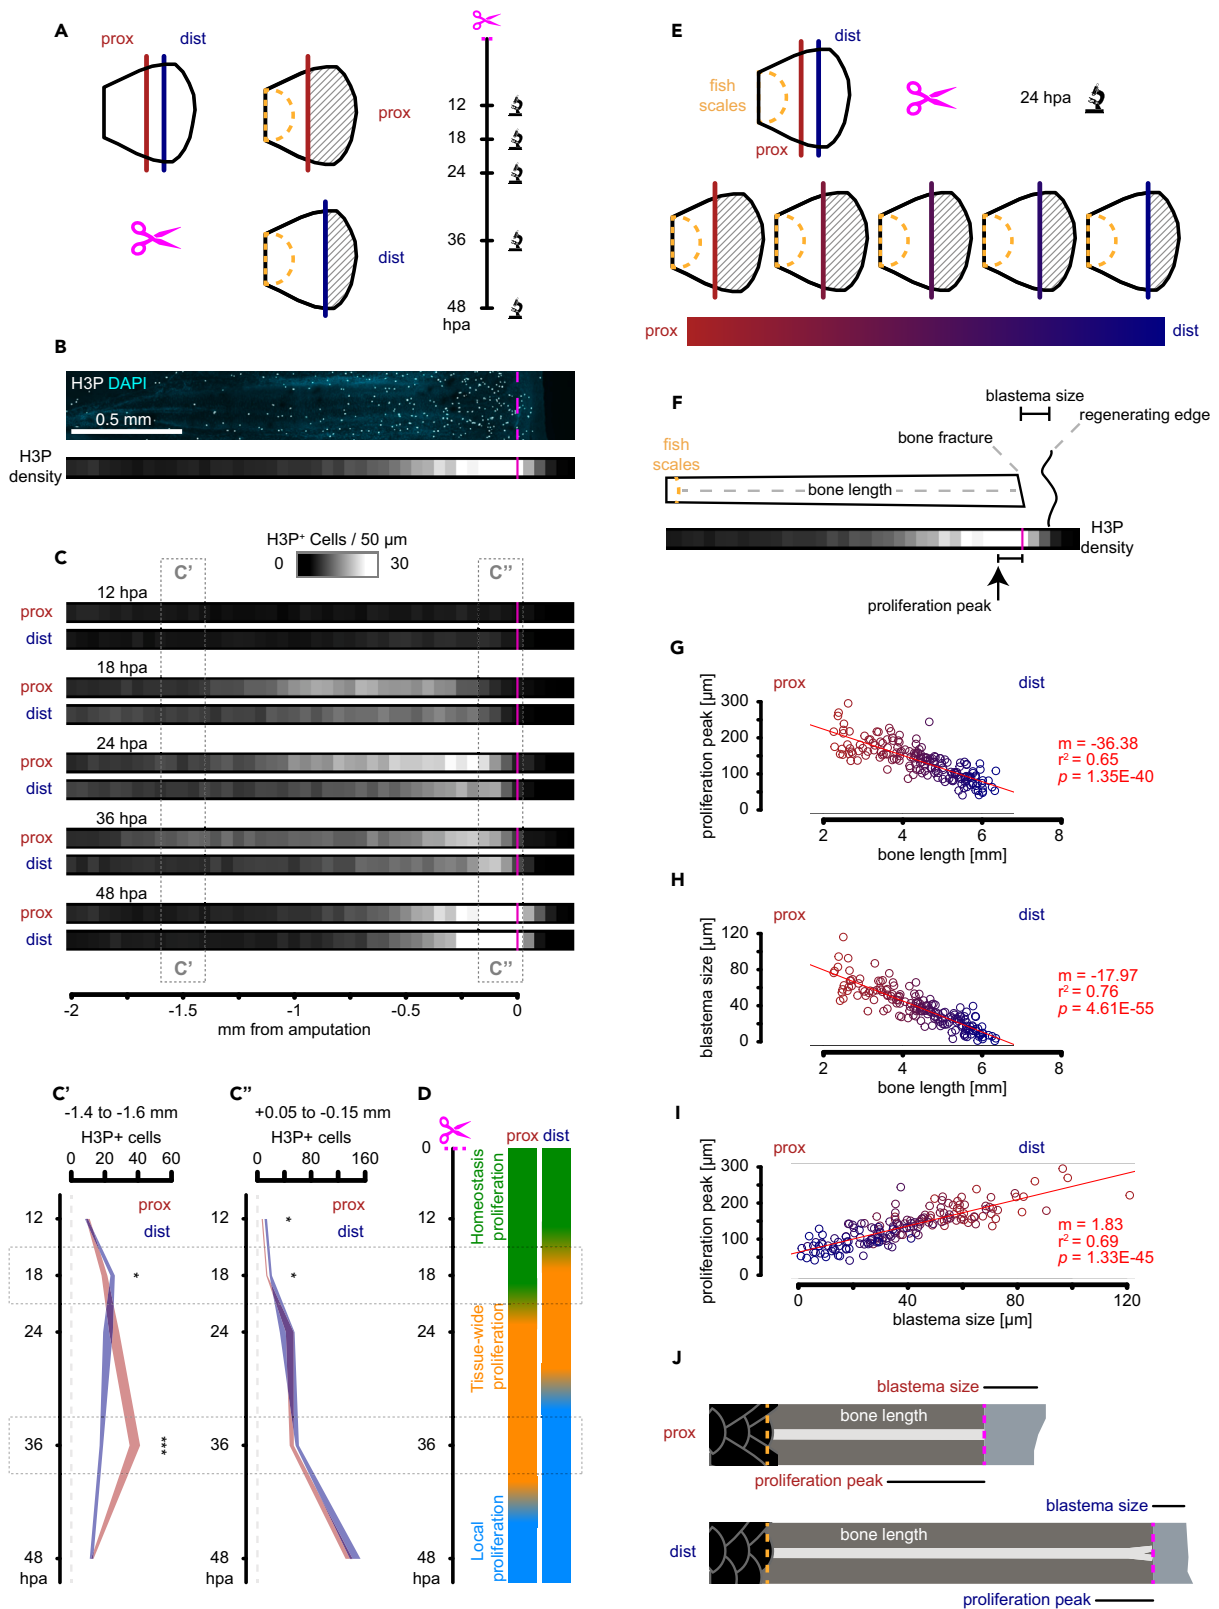 A
prox
dist
prox
dist
12
18
24
36
48
hpa
B
H3P DAPI
0.5 mm
H3P
density
C
H3P⁺ Cells / 50 µm
0
30
C'
C''
12 hpa
prox
dist
18 hpa
prox
dist
24 hpa
prox
dist
36 hpa
prox
dist
48 hpa
prox
dist
C'
C''
-2
-1.5
-1
-0.5
0
mm from amputation
C'
-1.4 to -1.6 mm
H3P+ cells
0
20
40
60
prox
dist
12
18
24
36
48
hpa
*
***
C''
+0.05 to -0.15 mm
H3P+ cells
0
80
160
prox
dist
12
18
24
36
48
hpa
*
*
D
prox dist
0
12
18
24
36
48
hpa
Homeostasis
proliferation
Tissue-wide
proliferation
Local
proliferation
E
dist
fish
scales
prox
24 hpa
prox
dist
F
blastema size
regenerating edge
bone fracture
fish
scales
bone length
H3P
density
proliferation peak
G
prox
dist
proliferation peak [µm]
300
200
100
0
2
4
6
8
bone length [mm]
m = -36.38
r² = 0.65
p = 1.35E-40
H
prox
dist
blastema size [µm]
120
80
40
0
2
4
6
8
bone length [mm]
m = -17.97
r² = 0.76
p = 4.61E-55
I
prox
dist
proliferation peak [µm]
300
200
100
0
0
40
80
120
blastema size [µm]
m = 1.83
r² = 0.69
p = 1.33E-45
J
blastema size
prox
bone length
proliferation peak
blastema size
dist
bone length
proliferation peak